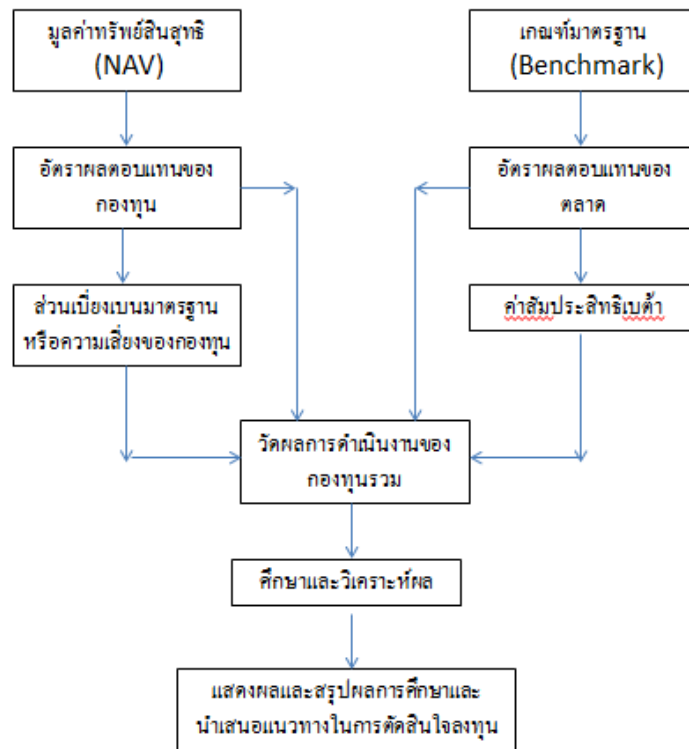 มูลค่าทรัพย์สินสุทธิ
(NAV)
เกณฑ์มาตรฐาน
(Benchmark)
อัตราผลตอบแทนของ
กองทุน
อัตราผลตอบแทนของ
ตลาด
ส่วนเบี่ยงเบนมาตรฐาน
หรือความเสี่ยงของกองทุน
ค่าสัมประสิทธิเบต้า
วัดผลการดำเนินงานของ
กองทุนรวม
ศึกษาและวิเคราะห์ผล
แสดงผลและสรุปผลการศึกษาและ
นำเสนอแนวทางในการตัดสินใจลงทุน